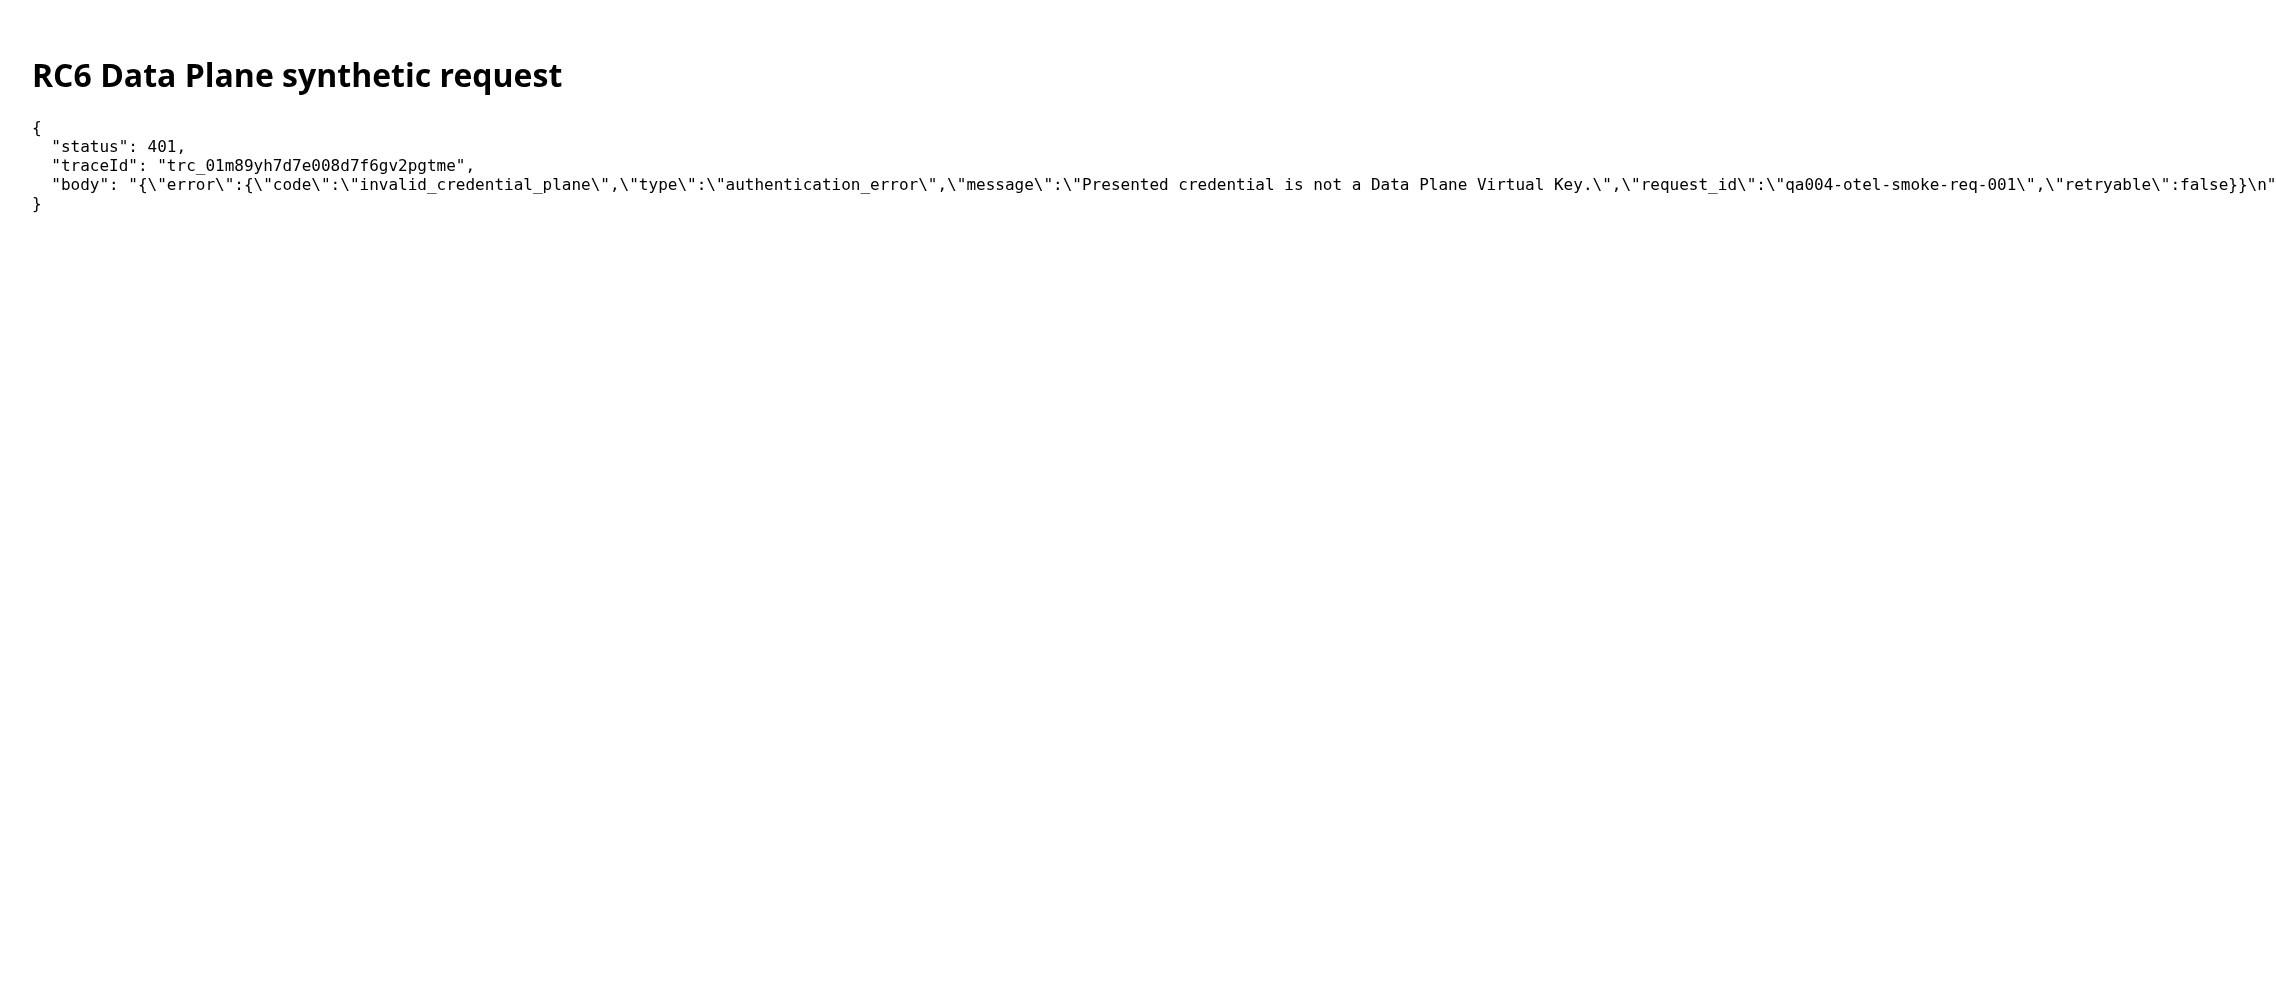 RC6 Data Plane synthetic request
{
  "status": 401,
  "traceId": "trc_01m89yh7d7e008d7f6gv2pgtme",
  "body": "{\"error\":{\"code\":\"invalid_credential_plane\",\"type\":\"authentication_error\",\"message\":\"Presented credential is not a Data Plane Virtual Key.\",\"request_id\":\"qa004-otel-smoke-req-001\",\"retryable\":false}}\n"
}